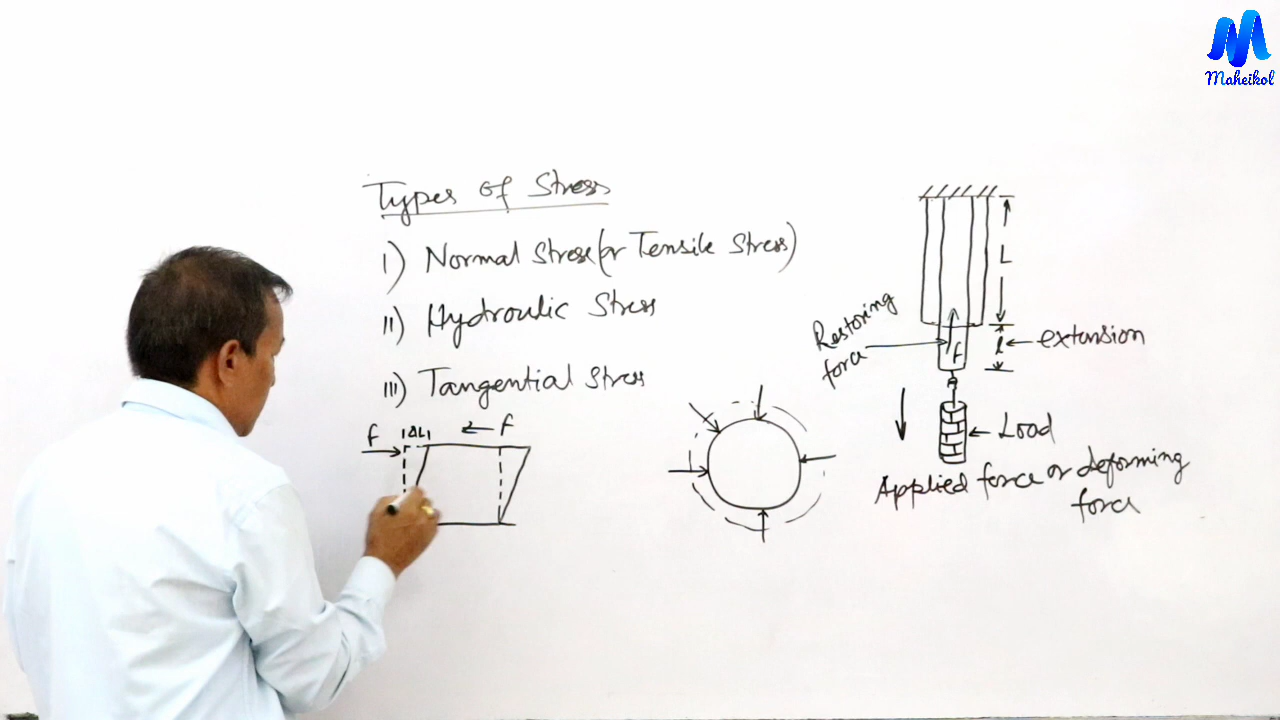 Maheikol
Types Of Stress
I) Normal Stress (or Tensile Stress)
II) Hydroulic Stress
III) Tangential Stress
F
|ΔL|
F
L
l
extension
Restoring
force
F
Load
Applied force or deforming
force